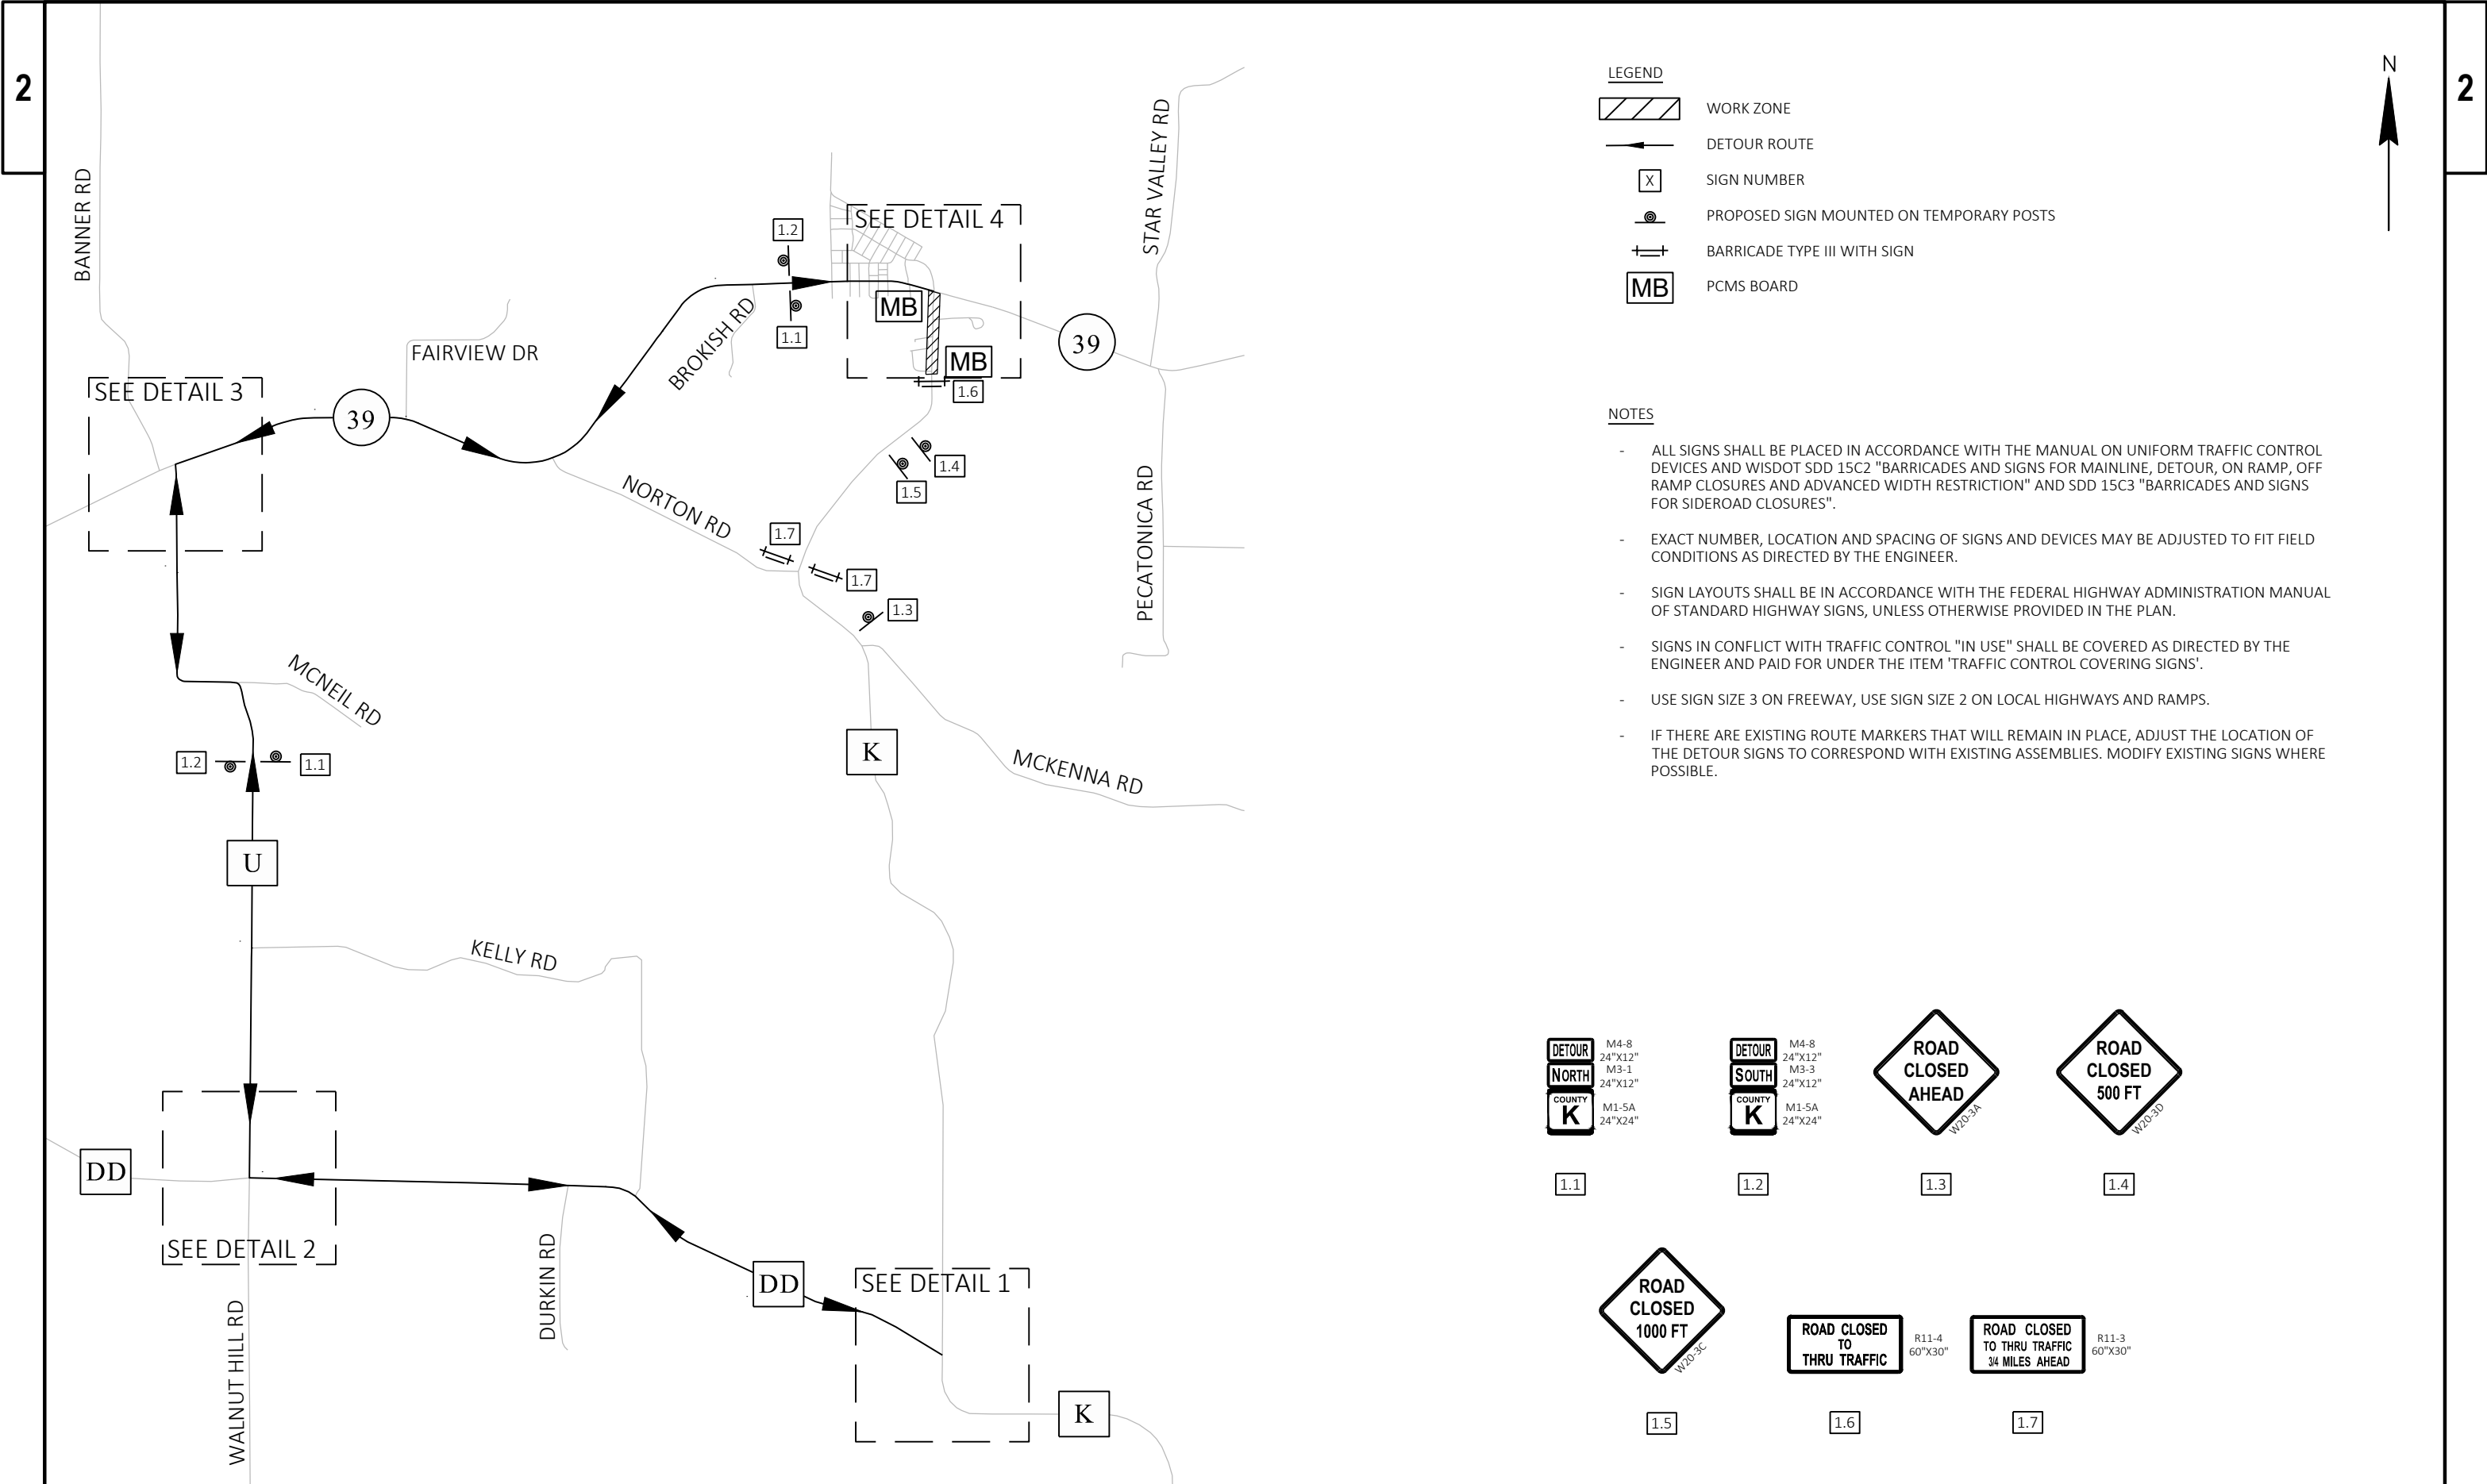 2
2
BANNER RD
STAR VALLEY RD
SEE DETAIL 4
1.2
BROKISH RD
1.1
MB
MB
1.6
39
FAIRVIEW DR
SEE DETAIL 3
39
1.4
1.5
NORTON RD
1.7
1.7
1.3
PECATONICA RD
MCNEIL RD
1.2
1.1
K
MCKENNA RD
U
KELLY RD
DD
SEE DETAIL 2
DURKIN RD
DD
SEE DETAIL 1
WALNUT HILL RD
K
N
LEGEND
WORK ZONE
DETOUR ROUTE
X
SIGN NUMBER
PROPOSED SIGN MOUNTED ON TEMPORARY POSTS
BARRICADE TYPE III WITH SIGN
MB
PCMS BOARD
NOTES
- ALL SIGNS SHALL BE PLACED IN ACCORDANCE WITH THE MANUAL ON UNIFORM TRAFFIC CONTROL
DEVICES AND WISDOT SDD 15C2 "BARRICADES AND SIGNS FOR MAINLINE, DETOUR, ON RAMP, OFF
RAMP CLOSURES AND ADVANCED WIDTH RESTRICTION" AND SDD 15C3 "BARRICADES AND SIGNS
FOR SIDEROAD CLOSURES".
- EXACT NUMBER, LOCATION AND SPACING OF SIGNS AND DEVICES MAY BE ADJUSTED TO FIT FIELD
CONDITIONS AS DIRECTED BY THE ENGINEER.
- SIGN LAYOUTS SHALL BE IN ACCORDANCE WITH THE FEDERAL HIGHWAY ADMINISTRATION MANUAL
OF STANDARD HIGHWAY SIGNS, UNLESS OTHERWISE PROVIDED IN THE PLAN.
- SIGNS IN CONFLICT WITH TRAFFIC CONTROL "IN USE" SHALL BE COVERED AS DIRECTED BY THE
ENGINEER AND PAID FOR UNDER THE ITEM 'TRAFFIC CONTROL COVERING SIGNS'.
- USE SIGN SIZE 3 ON FREEWAY, USE SIGN SIZE 2 ON LOCAL HIGHWAYS AND RAMPS.
- IF THERE ARE EXISTING ROUTE MARKERS THAT WILL REMAIN IN PLACE, ADJUST THE LOCATION OF
THE DETOUR SIGNS TO CORRESPOND WITH EXISTING ASSEMBLIES. MODIFY EXISTING SIGNS WHERE
POSSIBLE.
DETOUR
M4-8
24"X12"
NORTH
M3-1
24"X12"
COUNTY
K
M1-5A
24"X24"
1.1
DETOUR
M4-8
24"X12"
SOUTH
M3-3
24"X12"
COUNTY
K
M1-5A
24"X24"
1.2
ROAD
CLOSED
AHEAD
W20-3A
1.3
ROAD
CLOSED
500 FT
W20-3D
1.4
ROAD
CLOSED
1000 FT
W20-3C
1.5
ROAD CLOSED
TO
THRU TRAFFIC
R11-4
60"X30"
1.6
ROAD CLOSED
TO THRU TRAFFIC
3/4 MILES AHEAD
R11-3
60"X30"
1.7